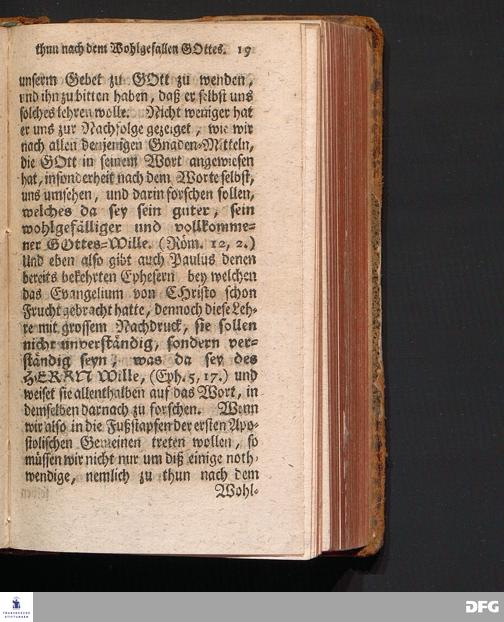 thun nach dem Wohlgefallen GOttes. 19
unserm Gebet zu GOtt zu wenden,
und ihn zu bitten haben, daß er selbst uns
solches lehren wolle. Nicht weniger hat
er uns zur Nachfolge gezeiget, wie wir
nach allen denjenigen Gnaden-Mitteln,
die GOtt in seinem Wort angewiesen
hat, insonderheit nach dem Worte selbst,
uns umsehen, und darin forschen sollen,
welches da sey sein guter, sein
wohlgefälliger und vollkomme-
ner GOttes-Wille. (Röm. 12, 2.)
Und eben also gibt auch Paulus denen
bereits bekehrten Ephesern bey welchen
das Evangelium von CHristo schon
Frucht gebracht hatte, dennoch diese Leh-
re mit grossem Nachdruck, sie sollen
nicht unverständig, sondern ver-
ständig seyn, was da sey des
HERRN Wille, (Eph. 5, 17.) und
weiset sie allenthalben auf das Wort, in
demselben darnach zu forschen. Wenn
wir also in die Fußstapfen der ersten Apo-
stolischen Gemeinen treten wollen, so
müssen wir nicht nur um diß einige noth-
wendige, nemlich zu thun nach dem
Wohl-
FRANCKESCHE
STIFTUNGEN
DFG